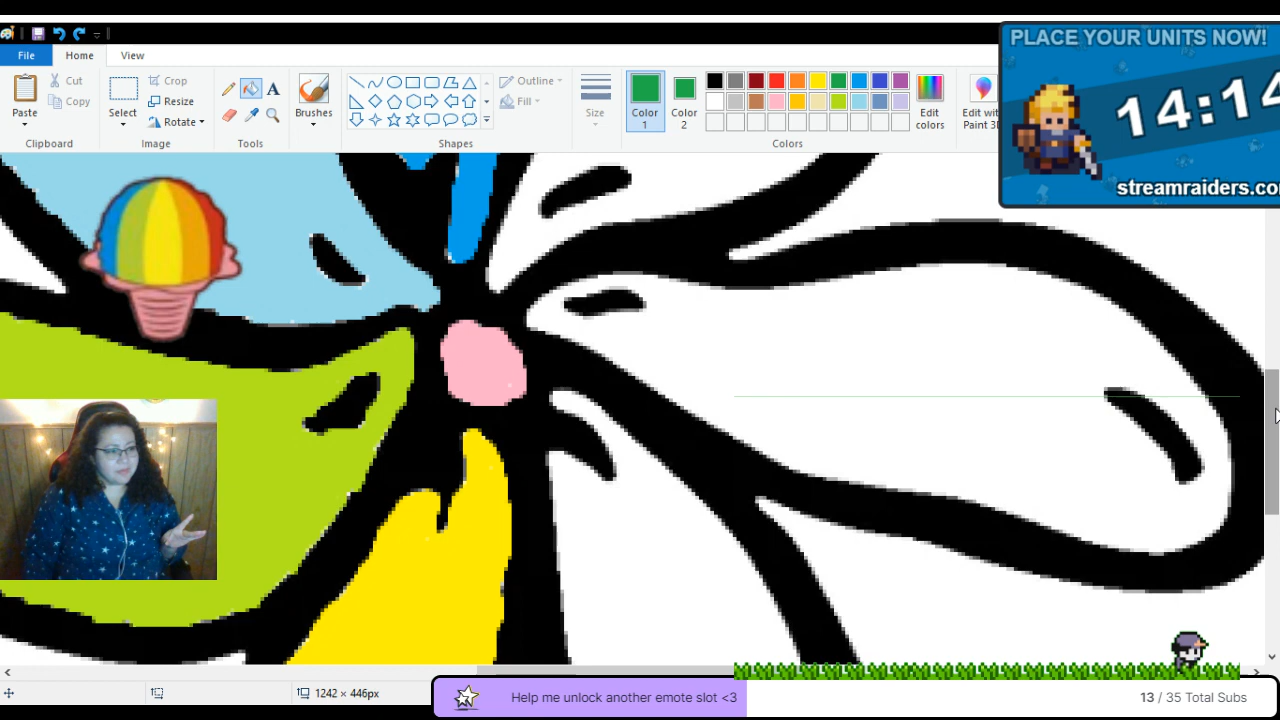 File
Home
View
PLACE YOUR UNITS NOW!
14:14
streamraiders.co
Paste
Cut
Copy
Clipboard
Select
Crop
Resize
Rotate
Image
A
Tools
Brushes
Outline
Fill
Shapes
Size
Color 1
Color 2
Edit colors
Edit with Paint 3D
Colors
1242 × 446px
Help me unlock another emote slot <3
13 / 35 Total Subs